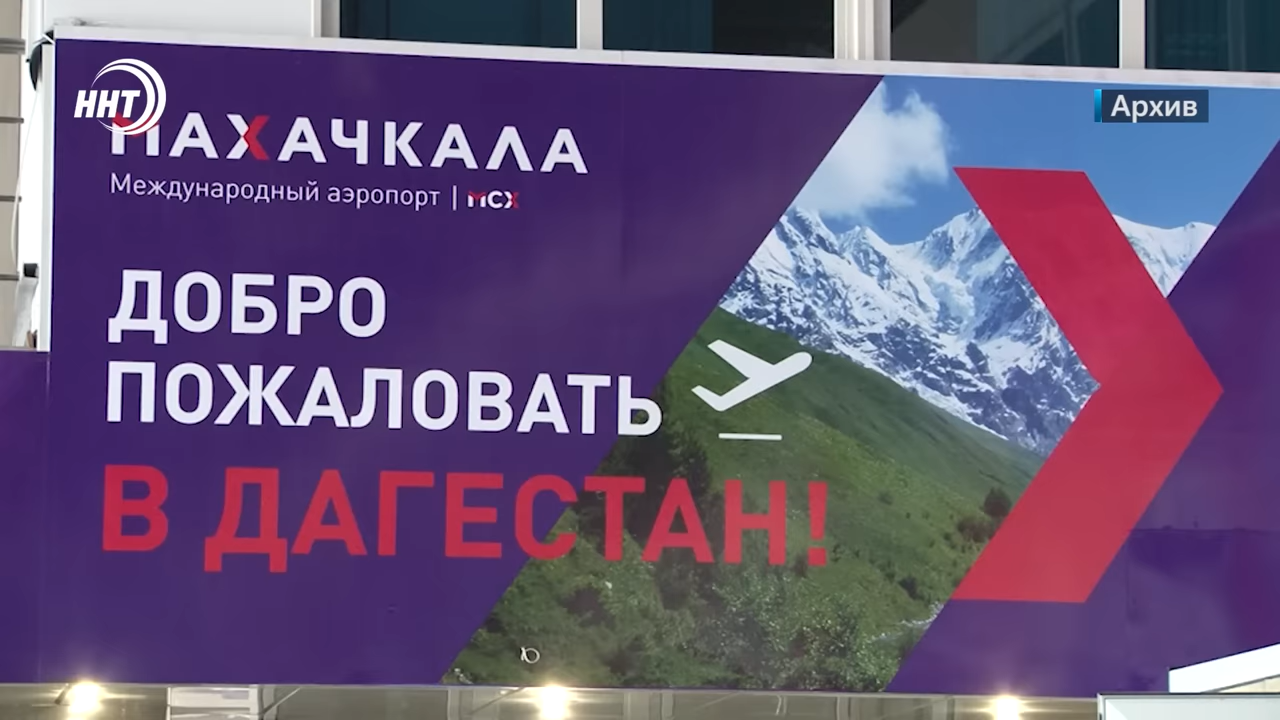 ННТ
Архив
МАХАЧКАЛА
Международный аэропорт | MCX
ДОБРО
ПОЖАЛОВАТЬ
В ДАГЕСТАН!